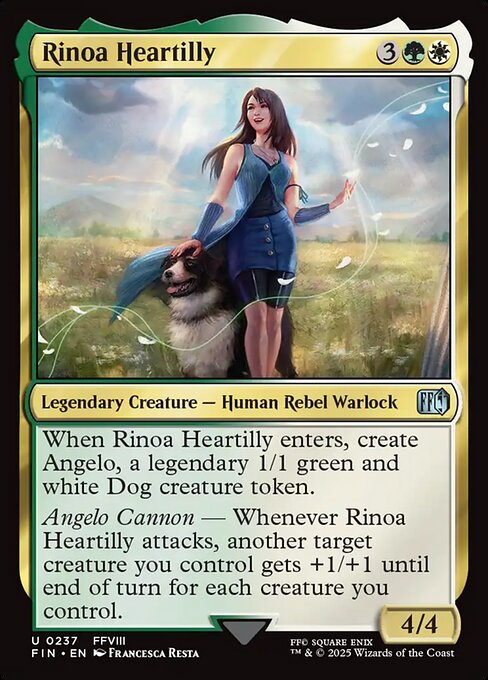 Rinoa Heartilly 3
Legendary Creature — Human Rebel Warlock FF
When Rinoa Heartilly enters, create
Angelo, a legendary 1/1 green and
white Dog creature token.
Angelo Cannon — Whenever Rinoa
Heartilly attacks, another target
creature you control gets +1/+1 until
end of turn for each creature you
control.
4/4
U 0237 FFVIII
FIN • EN Francesca Resta
FF© SQUARE ENIX
™ & © 2025 Wizards of the Coast